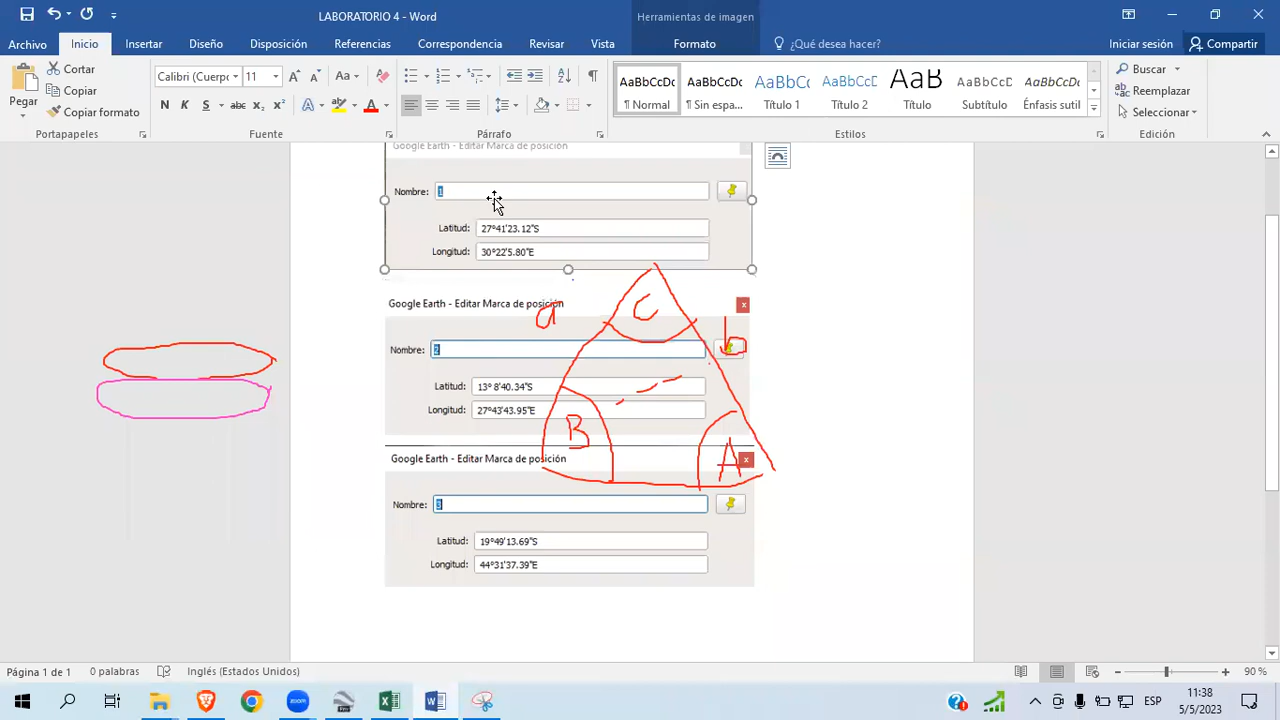 LABORATORIO 4 - Word
Herramientas de imagen
Archivo
Inicio
Insertar
Diseño
Disposición
Referencias
Correspondencia
Revisar
Vista
Formato
¿Qué desea hacer?
Iniciar sesión
Compartir
Pegar
Cortar
Copiar
Copiar formato
Portapapeles
Calibri (Cuerpo
11
Fuente
Párrafo
AaBbCcDc
¶ Normal
AaBbCcDc
¶ Sin espa...
AaBbCc
Título 1
AaBbCcD
Título 2
AaB
Título
AaBbCcD
Subtítulo
AaBbCcDc
Énfasis sutil
Estilos
Buscar
Reemplazar
Seleccionar
Edición
Google Earth - Editar Marca de posición
Nombre: 1
Latitud: 27°41'23.12"S
Longitud: 30°22'5.80"E
Google Earth - Editar Marca de posición
Nombre: 2
Latitud: 13° 8'40.34"S
Longitud: 27°43'43.95"E
Google Earth - Editar Marca de posición
Nombre: 3
Latitud: 19°49'13.69"S
Longitud: 44°31'37.39"E
C
a
b
B
A
Página 1 de 1
0 palabras
Inglés (Estados Unidos)
90 %
zoom
ESP
11:38
5/5/2023